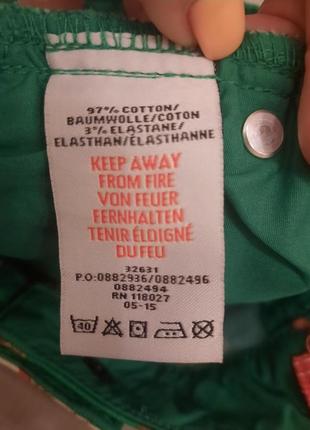 97% COTTON/
BAUMWOLLE/COTON
3% ELASTANE/
ELASTHAN/ÉLASTHANNE
KEEP AWAY
FROM FIRE
VON FEUER
FERNHALTEN
TENIR ÉLOIGNÉ
DU FEU
32631
P.O:0882936/0882496
0882494
RN 118027
05-15
40